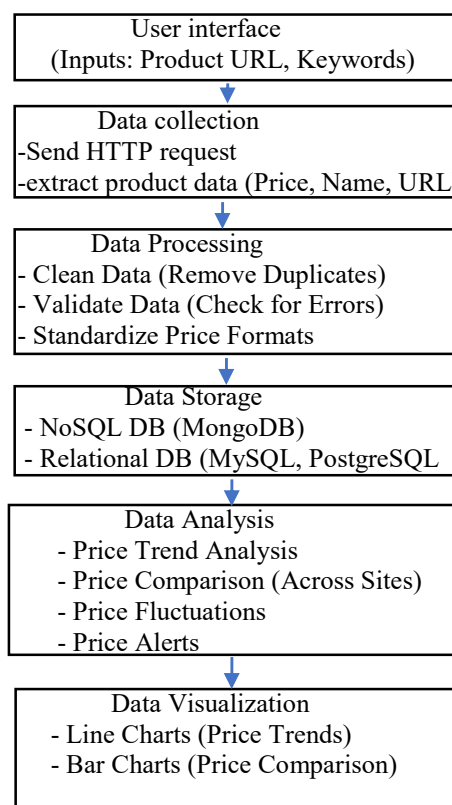 User interface
(Inputs: Product URL, Keywords)
Data collection
-Send HTTP request
-extract product data (Price, Name, URL
Data Processing
- Clean Data (Remove Duplicates)
- Validate Data (Check for Errors)
- Standardize Price Formats
Data Storage
- NoSQL DB (MongoDB)
- Relational DB (MySQL, PostgreSQL
Data Analysis
- Price Trend Analysis
- Price Comparison (Across Sites)
- Price Fluctuations
- Price Alerts
Data Visualization
- Line Charts (Price Trends)
- Bar Charts (Price Comparison)